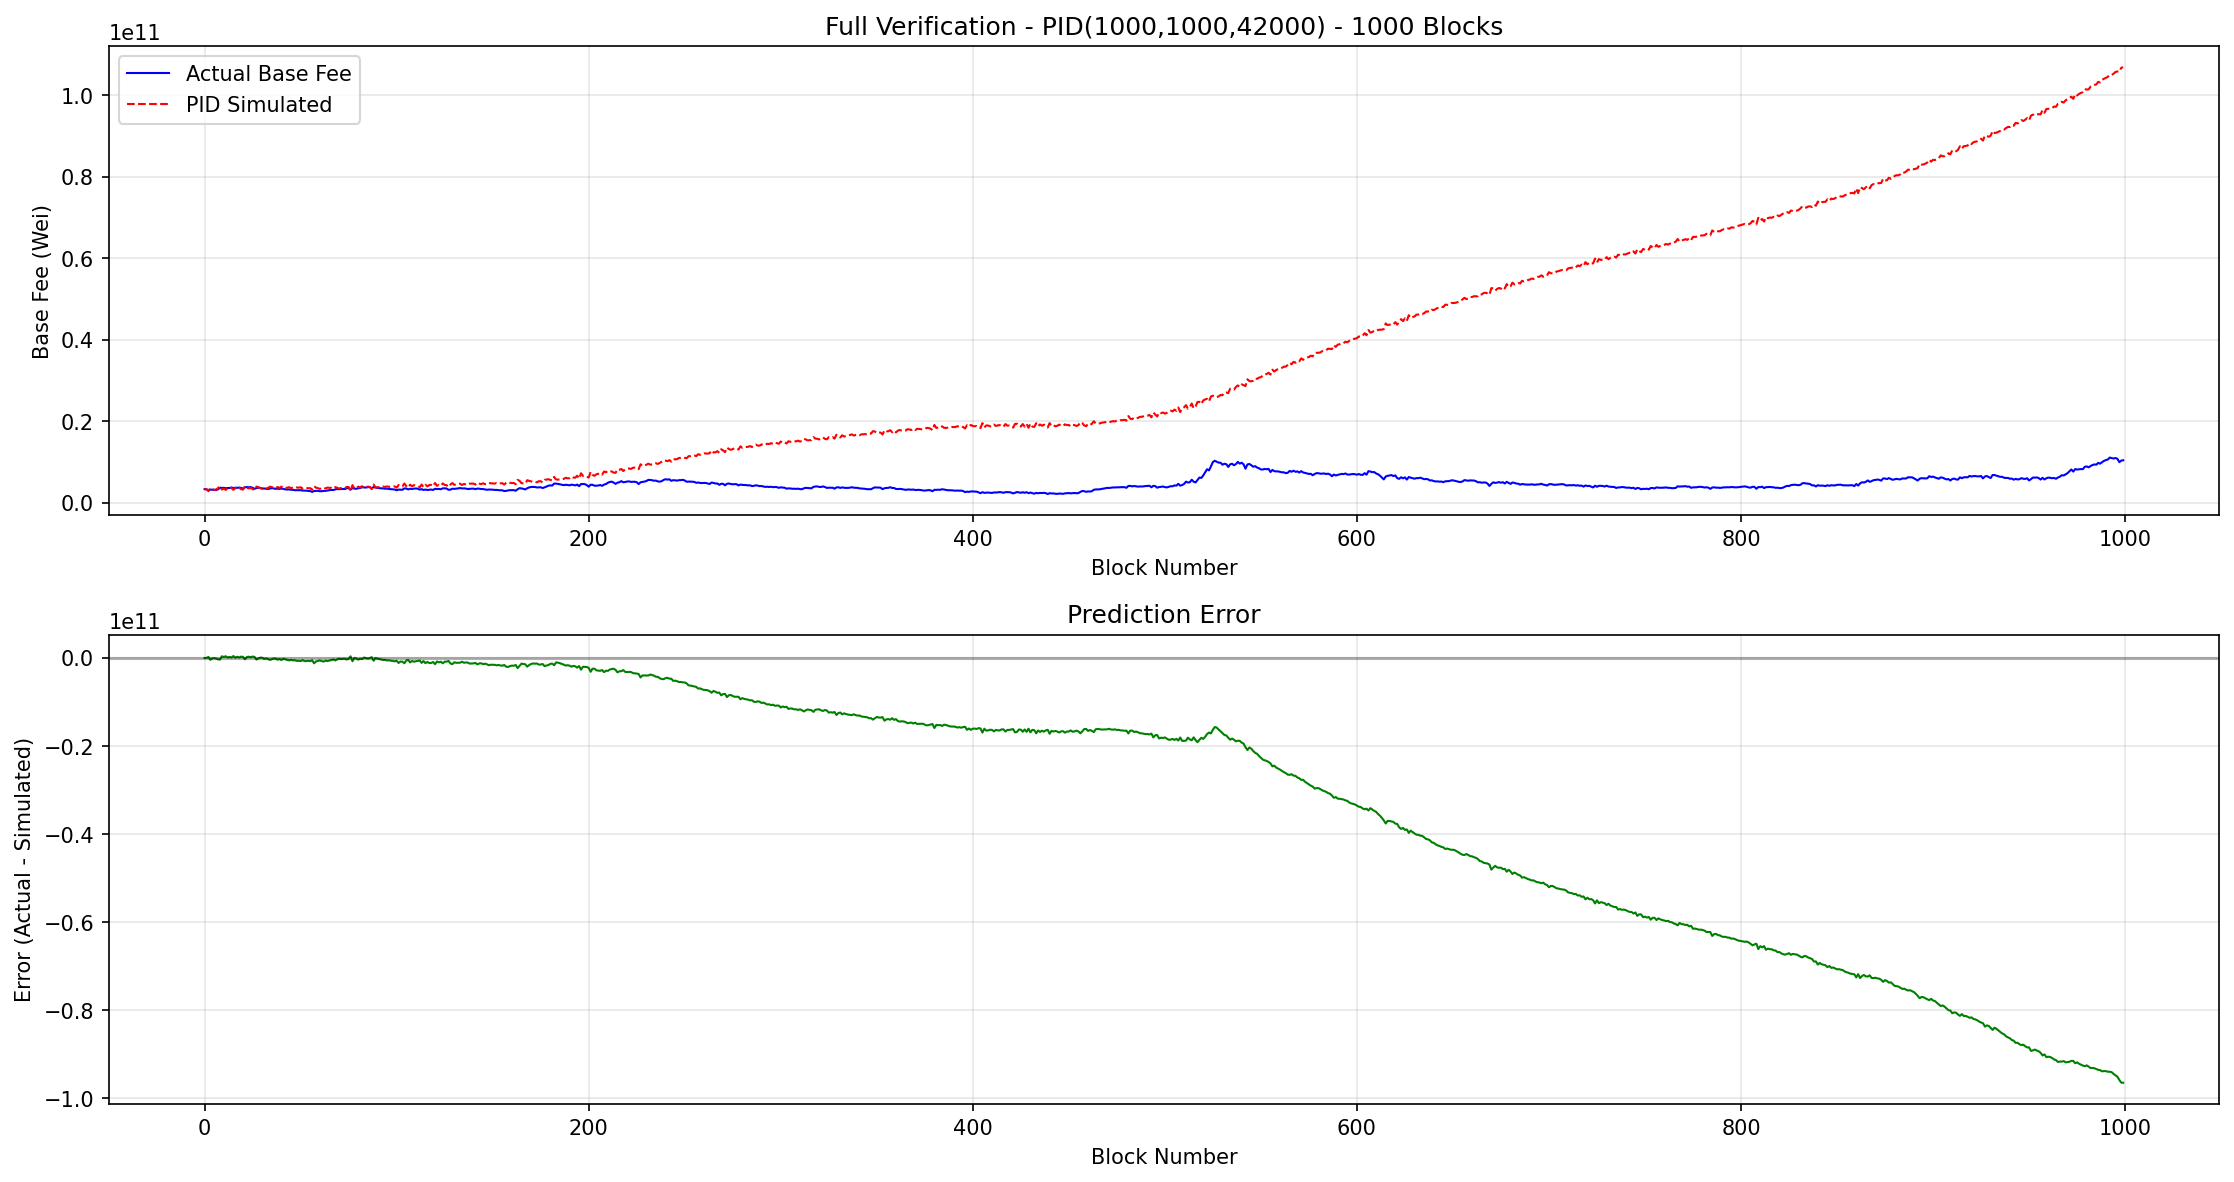 Full Verification - PID(1000,1000,42000) - 1000 Blocks
1e11
Actual Base Fee
PID Simulated
Base Fee (Wei)
1.0
0.8
0.6
0.4
0.2
0.0
0 200 400 600 800 1000
Block Number
Prediction Error
1e11
Error (Actual - Simulated)
0.0
−0.2
−0.4
−0.6
−0.8
−1.0
0 200 400 600 800 1000
Block Number